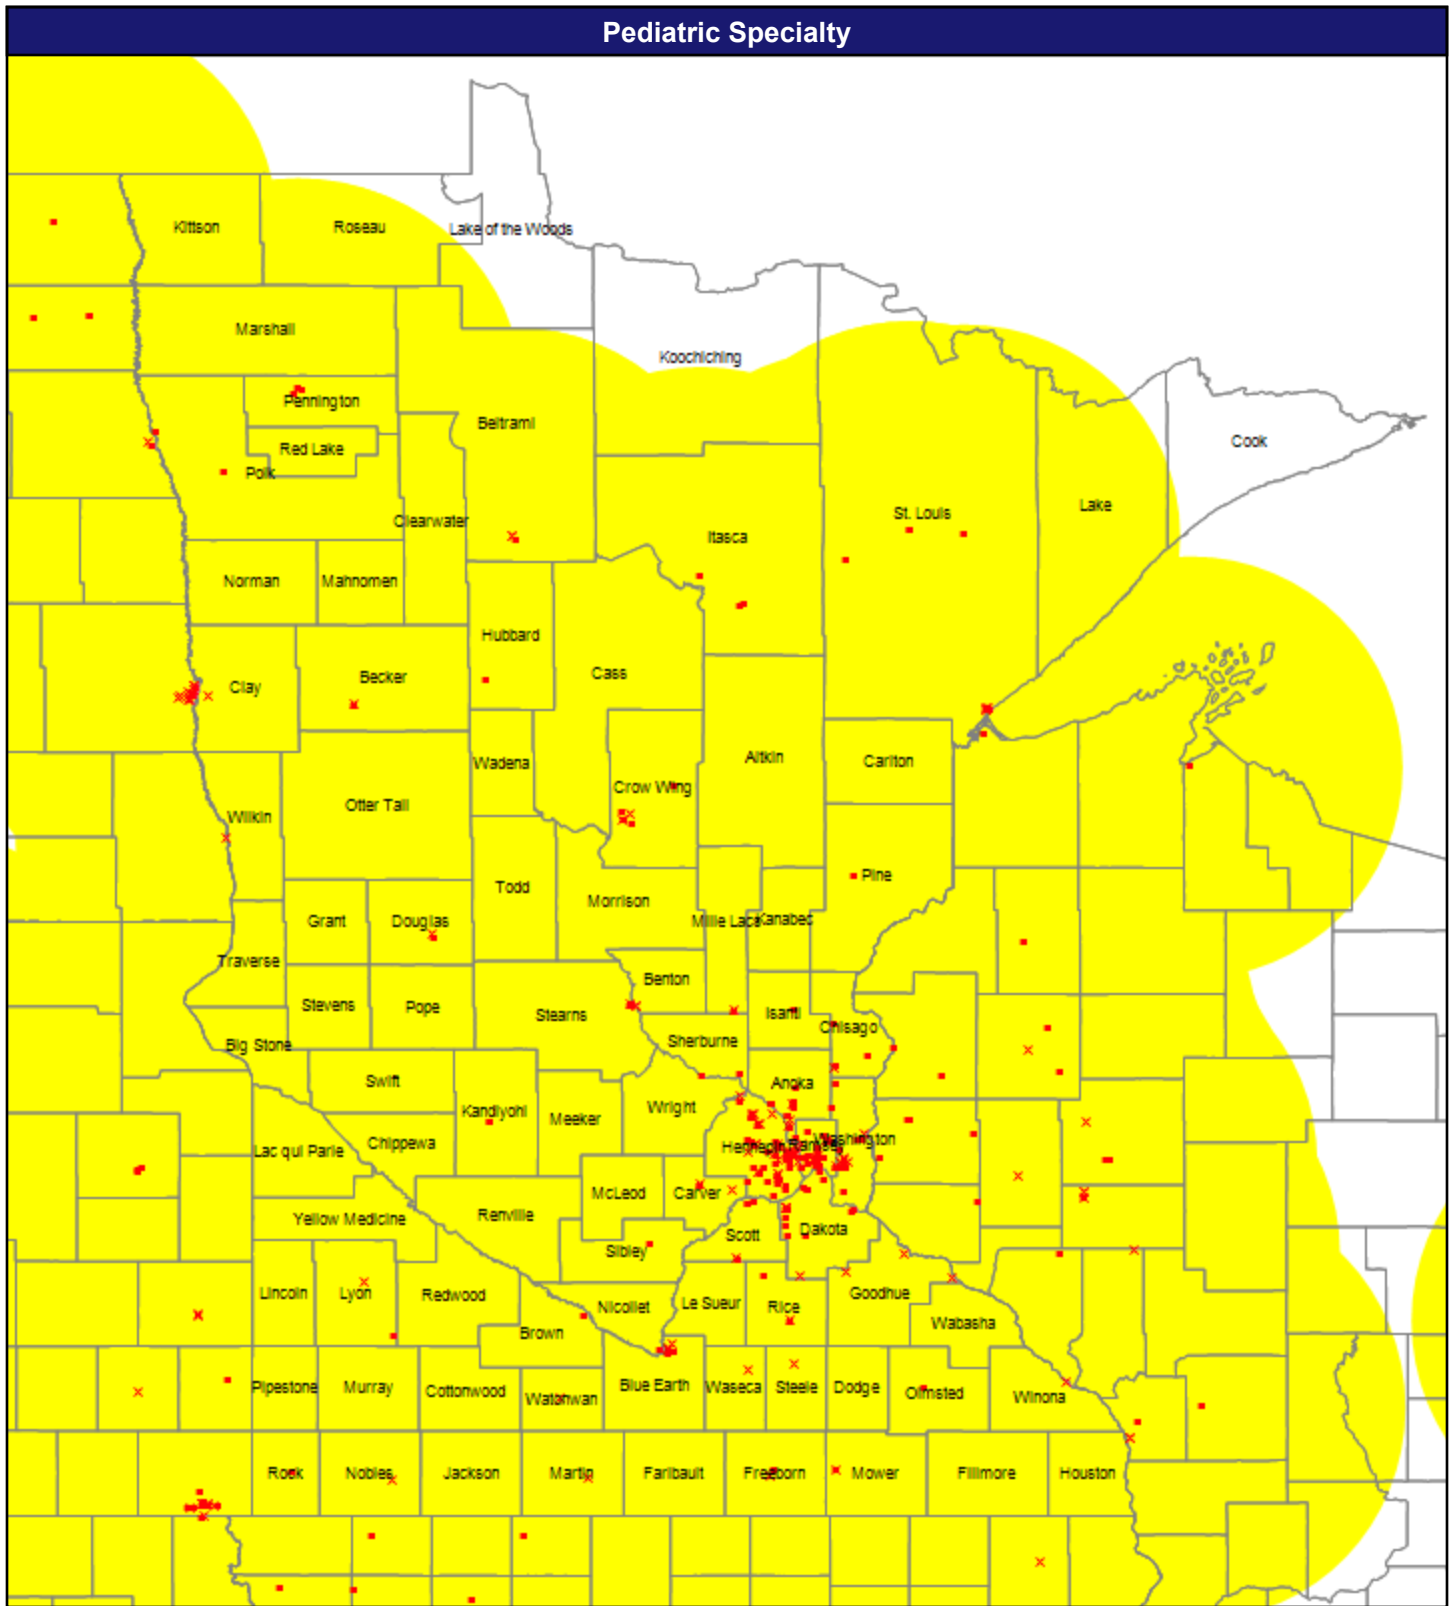 Pediatric Specialty
Kittson
Roseau
Lake of the Woods
Marshall
Koochiching
Pennington
Beltrami
Red Lake
Polk
Cook
Clearwater
St. Louis
Lake
Itasca
Norman
Mahnomen
Hubbard
Cass
Clay
Becker
Wadena
Aitkin
Carlton
Crow Wing
Wilkin
Otter Tail
Todd
Pine
Morrison
Grant
Douglas
Mille Lacs
Kanabec
Traverse
Benton
Stevens
Pope
Stearns
Isanti
Chisago
Sherburne
Big Stone
Swift
Anoka
Kandiyohi
Meeker
Wright
Chippewa
Lac qui Parle
Hennepin
Ramsey
Washington
McLeod
Carver
Yellow Medicine
Renville
Scott
Dakota
Sibley
Lincoln
Lyon
Redwood
Nicollet
Le Sueur
Rice
Goodhue
Brown
Wabasha
Pipestone
Murray
Cottonwood
Watonwan
Blue Earth
Waseca
Steele
Dodge
Olmsted
Winona
Rock
Nobles
Jackson
Martin
Faribault
Freeborn
Mower
Fillmore
Houston